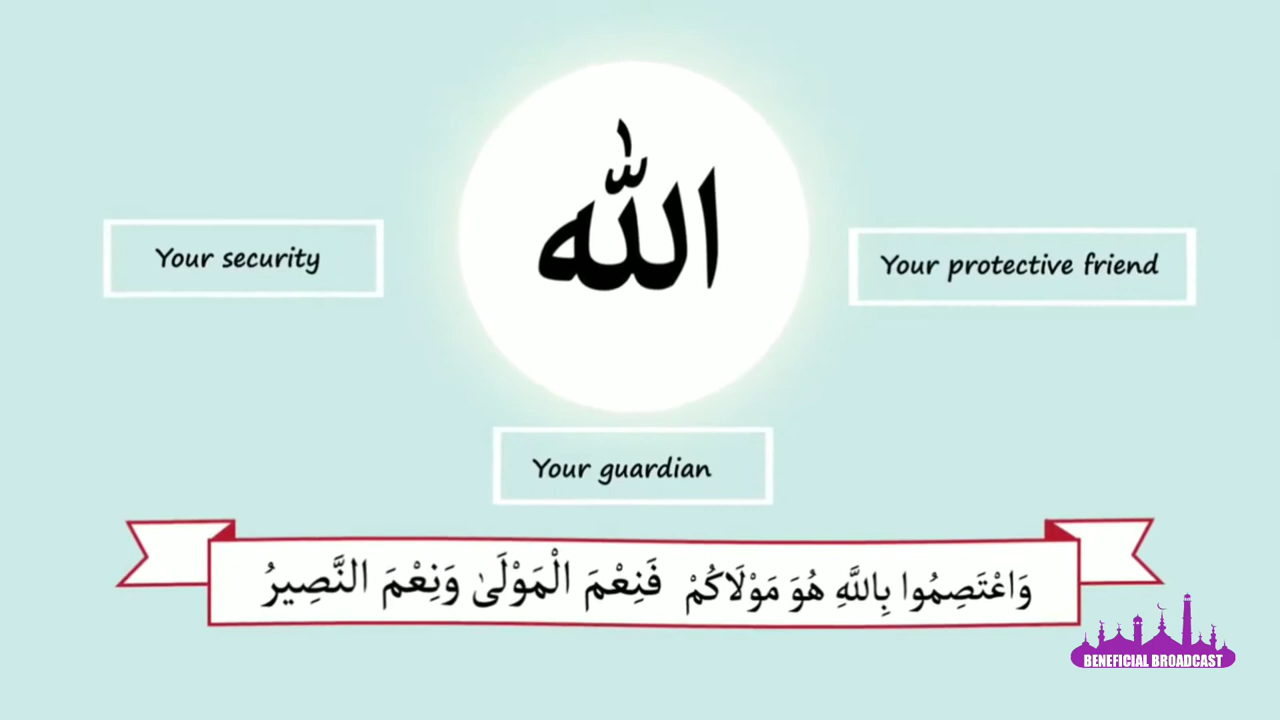 الله
Your security
Your protective friend
Your guardian
وَاعْتَصِمُوا بِاللَّهِ هُوَ مَوْلَاكُمْ فَنِعْمَ الْمَوْلَىٰ وَنِعْمَ النَّصِيرُ
BENEFICIAL BROADCAST